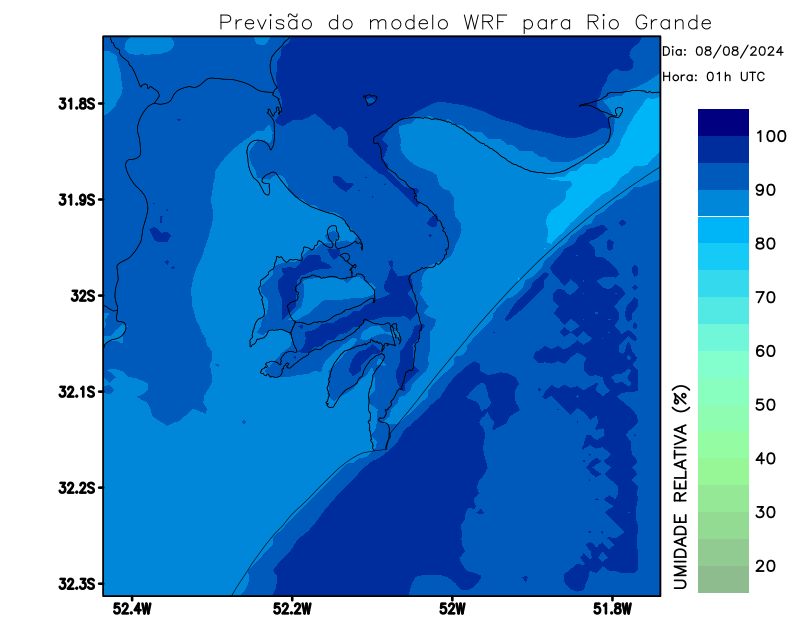 Previsão do modelo WRF para Rio Grande
Dia: 08/08/2024
Hora: 01h UTC
31.8S
31.9S
32S
32.1S
32.2S
32.3S
52.4W
52.2W
52W
51.8W
100
90
80
70
60
50
40
30
20
UMIDADE RELATIVA (%)